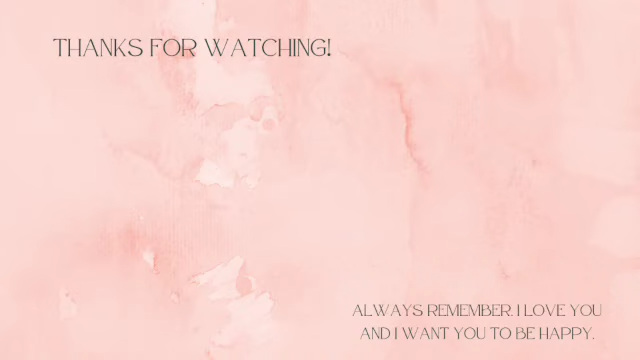 THANKS FOR WATCHING!
ALWAYS REMEMBER. I LOVE YOU
AND I WANT YOU TO BE HAPPY.